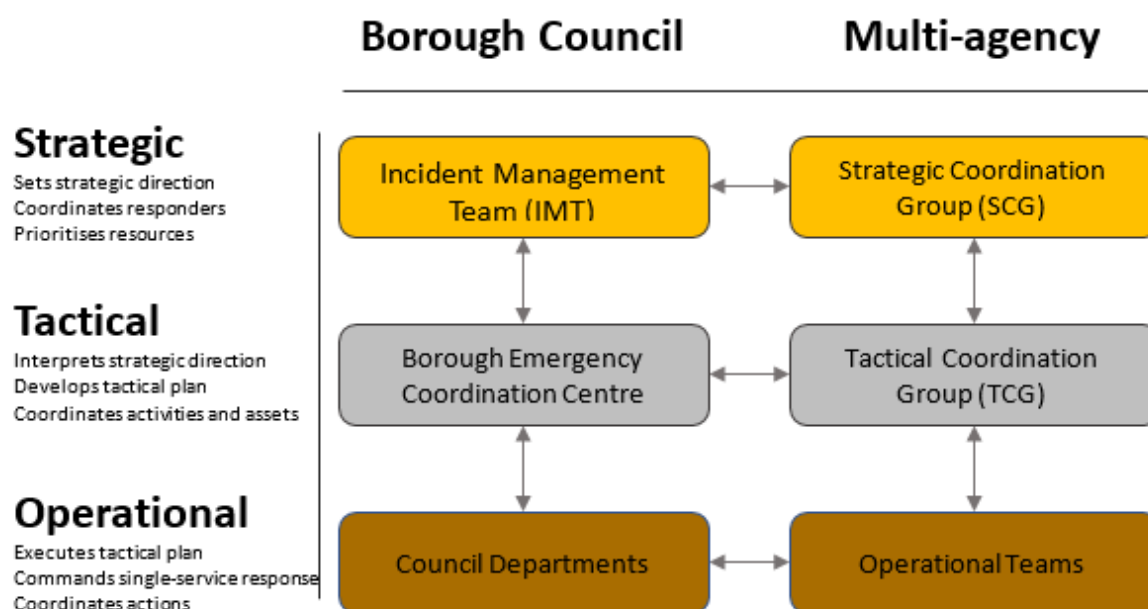 Borough Council
Multi-agency
Strategic
Sets strategic direction
Coordinates responders
Prioritises resources
Incident Management
Team (IMT)
Strategic Coordination
Group (SCG)
Tactical
Interprets strategic direction
Develops tactical plan
Coordinates activities and assets
Borough Emergency
Coordination Centre
Tactical Coordination
Group (TCG)
Operational
Executes tactical plan
Commands single-service response
Coordinates actions
Council Departments
Operational Teams